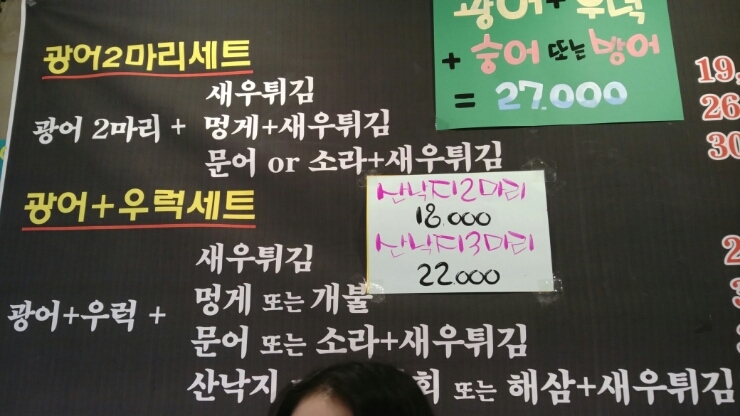 광어2마리세트
광어 2마리 +
새우튀김
멍게+새우튀김
문어 or 소라+새우튀김
광어+우럭
+ 숭어 또는 방어
= 27.000
19,
26
30
산낙지2마리
18.000
산낙지3마리
22.000
광어+우럭세트
광어+우럭 +
새우튀김
멍게 또는 개불
문어 또는 소라+새우튀김
산낙지 회 또는 해삼+새우튀김